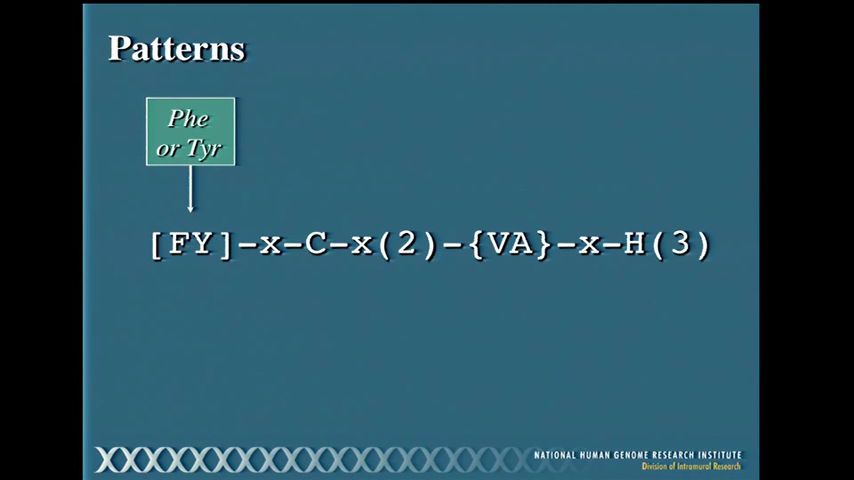 Patterns
Phe
or Tyr
[FY]-x-C-x(2)-{VA}-x-H(3)
NATIONAL HUMAN GENOME RESEARCH INSTITUTE
Division of Intramural Research